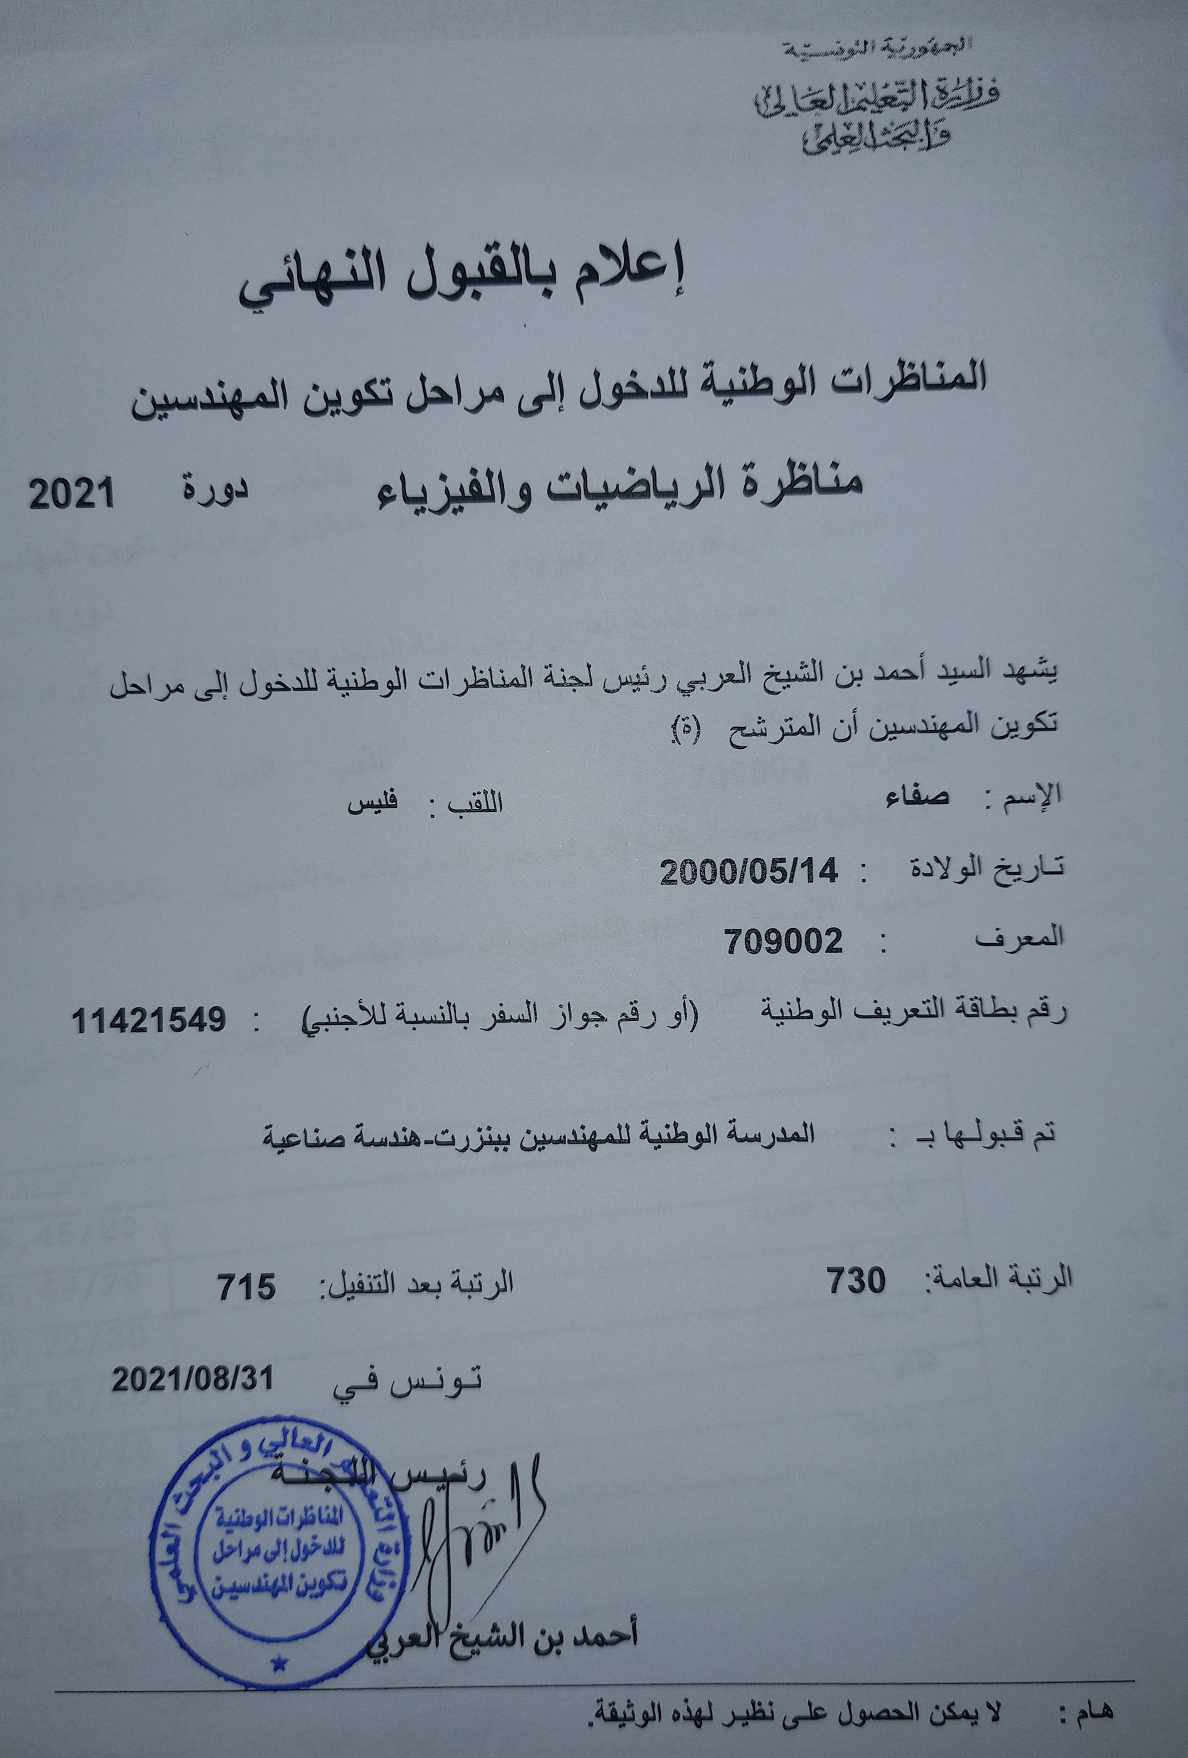 الجمهورية التونسية
وزارة التعليم العالي
والبحث العلمي
إعلام بالقبول النهائي
المناظرات الوطنية للدخول إلى مراحل تكوين المهندسين
مناظرة الرياضيات والفيزياء دورة 2021
يشهد السيد أحمد بن الشيخ العربي رئيس لجنة المناظرات الوطنية للدخول إلى مراحل
تكوين المهندسين أن المترشح (ة)
الإسم : صفاء اللقب : فليس
تاريخ الولادة : 2000/05/14
المعرف : 709002
رقم بطاقة التعريف الوطنية (أو رقم جواز السفر بالنسبة للأجنبي) : 11421549
تم قبولها بـ : المدرسة الوطنية للمهندسين ببنزرت-هندسة صناعية
الرتبة العامة: 730 الرتبة بعد التنفيل: 715
تونس في 2021/08/31
رئيس اللجنة
وزارة التعليم العالي و البحث العلمي
المناظرات الوطنية
للدخول إلى مراحل
تكوين المهندسين
أحمد بن الشيخ العربي
هام : لا يمكن الحصول على نظير لهذه الوثيقة.